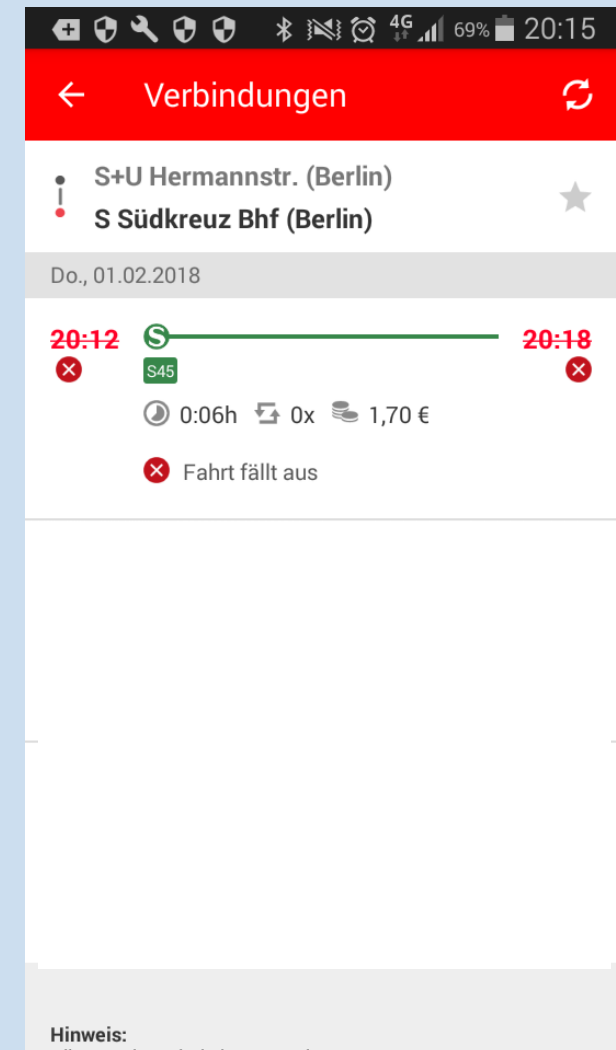 4G 69% 20:15
Verbindungen
S+U Hermannstr. (Berlin)
S Südkreuz Bhf (Berlin)
Do., 01.02.2018
20:12 S 20:18
S45
0:06h 0x 1,70 €
Fahrt fällt aus
Hinweis: